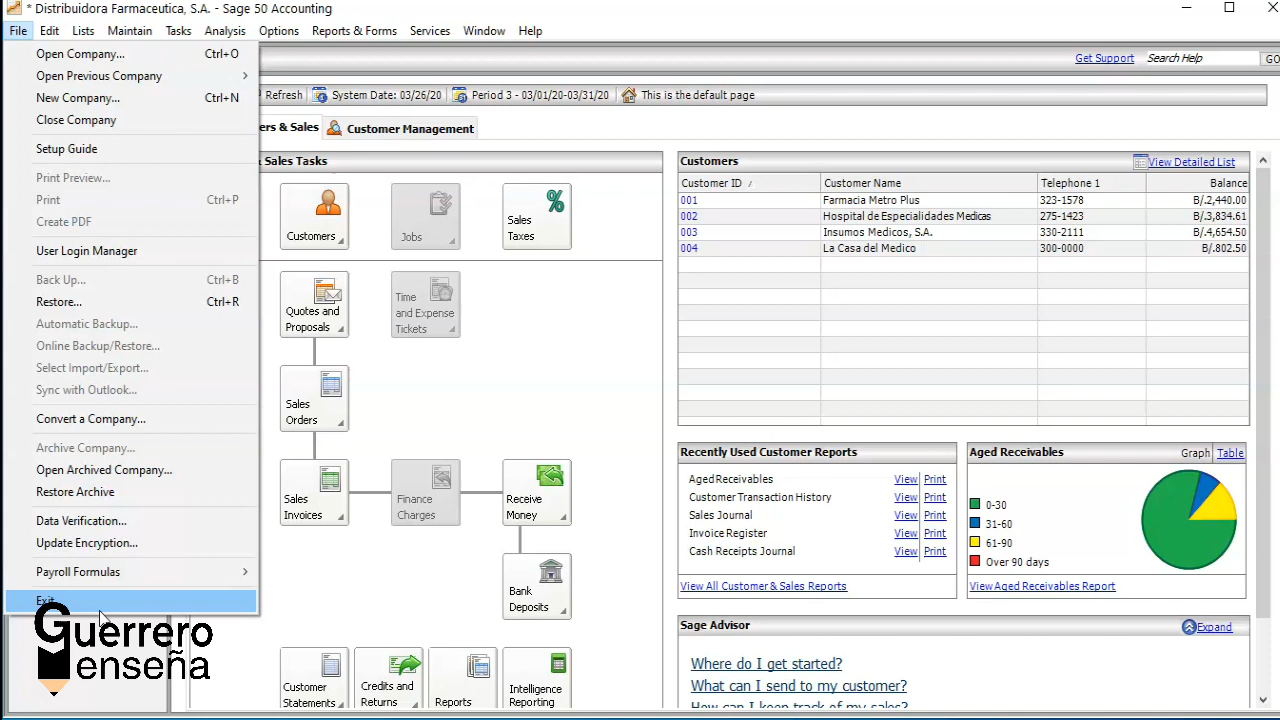 * Distribuidora Farmaceutica, S.A. - Sage 50 Accounting
File Edit Lists Maintain Tasks Analysis Options Reports & Forms Services Window Help
Open Company... Ctrl+O
Open Previous Company
New Company... Ctrl+N
Close Company
Setup Guide
Print Preview...
Print Ctrl+P
Create PDF
User Login Manager
Back Up... Ctrl+B
Restore... Ctrl+R
Automatic Backup...
Online Backup/Restore...
Select Import/Export...
Sync with Outlook...
Convert a Company...
Archive Company...
Open Archived Company...
Restore Archive
Data Verification...
Update Encryption...
Payroll Formulas
Exit
Guerrero
enseña
Get Support Search Help GO
Refresh System Date: 03/26/20 Period 3 - 03/01/20-03/31/20 This is the default page
ers & Sales Customer Management
& Sales Tasks
Customers
Jobs
Sales
Taxes
Quotes and
Proposals
Time
and Expense
Tickets
Sales
Orders
Sales
Invoices
Finance
Charges
Receive
Money
Bank
Deposits
Customer
Statements
Credits and
Returns
Reports
Intelligence
Reporting
Customers View Detailed List
Customer ID / Customer Name Telephone 1 Balance
001 Farmacia Metro Plus 323-1578 B/.2,440.00
002 Hospital de Especialidades Medicas 275-1423 B/.3,834.61
003 Insumos Medicos, S.A. 330-2111 B/.4,654.50
004 La Casa del Medico 300-0000 B/.802.50
Recently Used Customer Reports
Aged Receivables View Print
Customer Transaction History View Print
Sales Journal View Print
Invoice Register View Print
Cash Receipts Journal View Print
View All Customer & Sales Reports
Aged Receivables Graph Table
0-30
31-60
61-90
Over 90 days
View Aged Receivables Report
Sage Advisor Expand
Where do I get started?
What can I send to my customer?
How can I keep track of my sales?